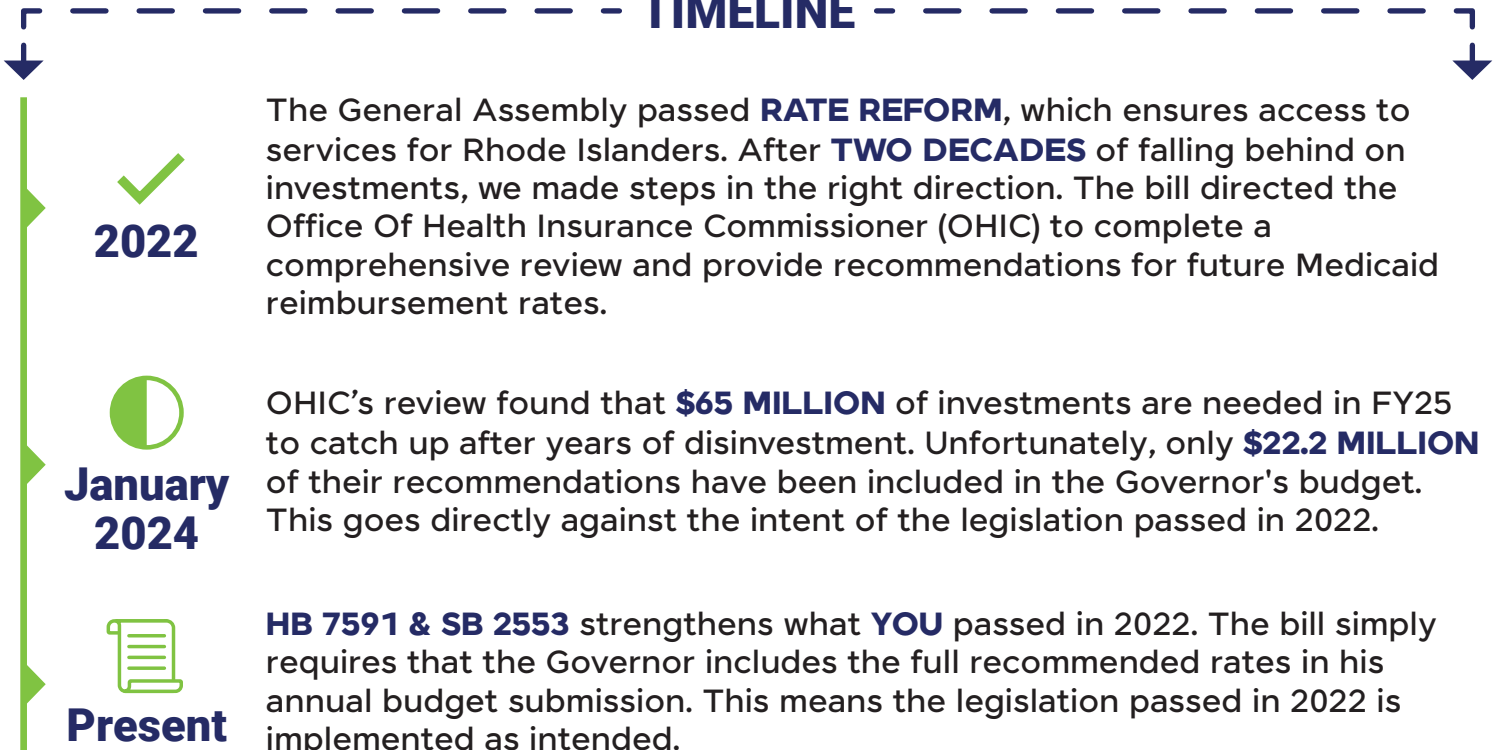 TIMELINE
The General Assembly passed RATE REFORM, which ensures access to
services for Rhode Islanders. After TWO DECADES of falling behind on
investments, we made steps in the right direction. The bill directed the
Office Of Health Insurance Commissioner (OHIC) to complete a
comprehensive review and provide recommendations for future Medicaid
reimbursement rates.
2022
OHIC’s review found that $65 MILLION of investments are needed in FY25
to catch up after years of disinvestment. Unfortunately, only $22.2 MILLION
of their recommendations have been included in the Governor's budget.
This goes directly against the intent of the legislation passed in 2022.
January
2024
HB 7591 & SB 2553 strengthens what YOU passed in 2022. The bill simply
requires that the Governor includes the full recommended rates in his
annual budget submission. This means the legislation passed in 2022 is
implemented as intended.
Present